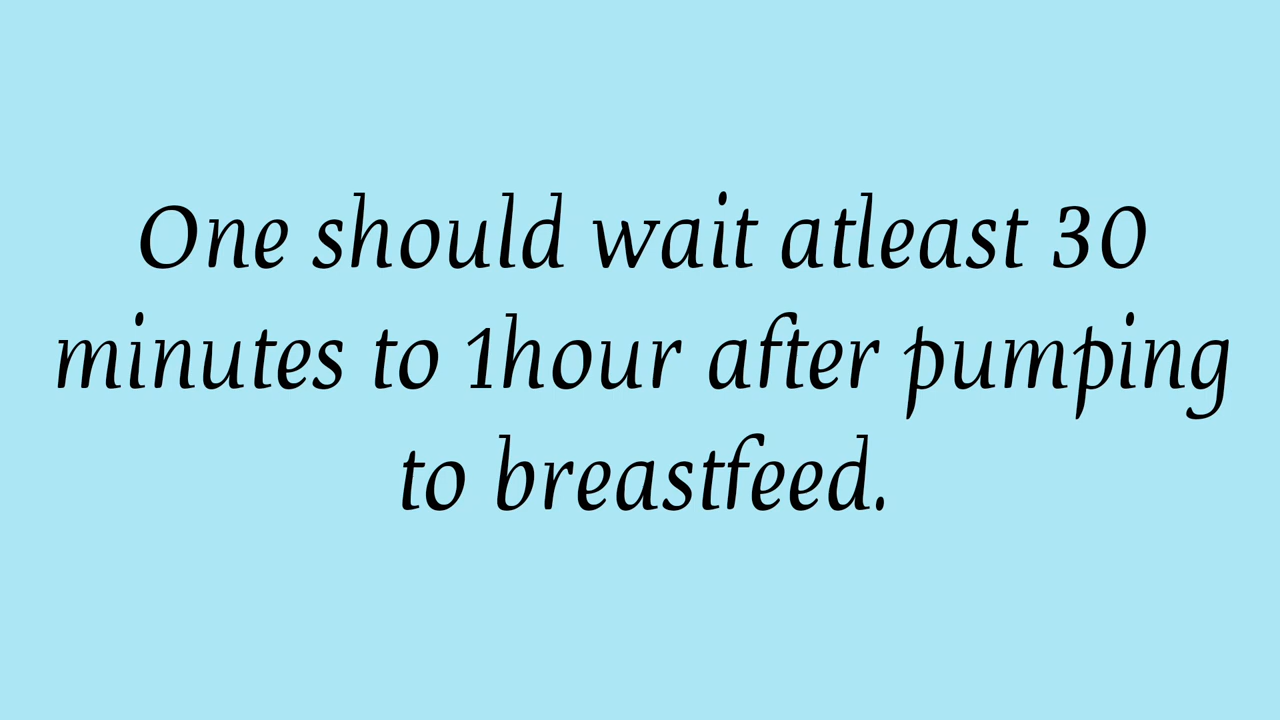 One should wait atleast 30
minutes to 1hour after pumping
to breastfeed.